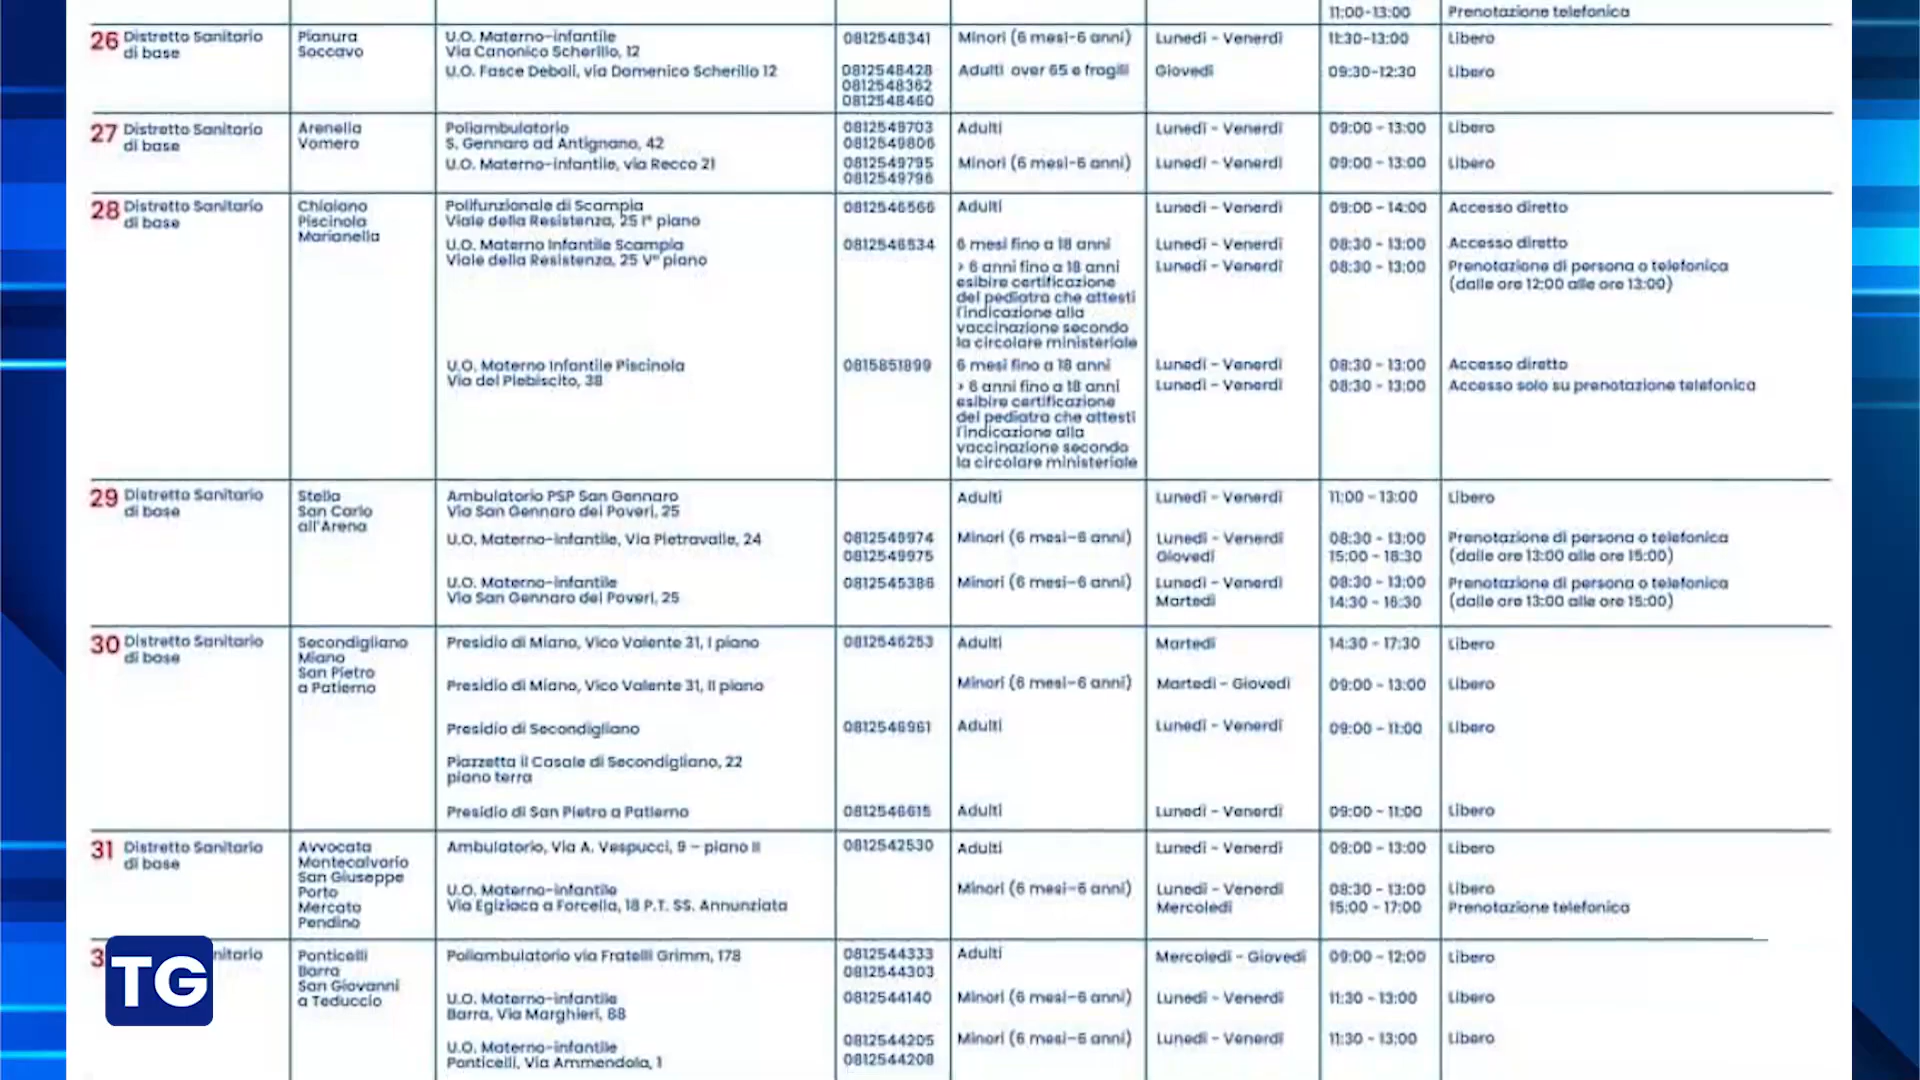 11:00-13:00 Prenotazione telefonica
26 Distretto Sanitario di base
Pianura
Soccavo
U.O. Materno-infantile
Via Canonico Scherillo, 12
0812548341 Minori (6 mesi-6 anni) Lunedì - Venerdì 11:30-13:00 Libero
U.O. Fasce Deboli, via Domenico Scherillo 12
0812548428
0812548362
0812548460
Adulti over 65 e fragili Giovedì 09:30-12:30 Libero
27 Distretto Sanitario di base
Arenella
Vomero
Poliambulatorio
S. Gennaro ad Antignano, 42
0812549703
0812549806
Adulti Lunedì - Venerdì 09:00 - 13:00 Libero
U.O. Materno-infantile, via Recco 21
0812549795
0812549796
Minori (6 mesi-6 anni) Lunedì - Venerdì 09:00 - 13:00 Libero
28 Distretto Sanitario di base
Chiaiano
Piscinola
Marianella
Polifunzionale di Scampia
Viale della Resistenza, 25 I° piano
0812546566 Adulti Lunedì - Venerdì 09:00 - 14:00 Accesso diretto
U.O. Materno Infantile Scampia
Viale della Resistenza, 25 V° piano
0812546534 6 mesi fino a 18 anni Lunedì - Venerdì 08:30 - 13:00 Accesso diretto
> 6 anni fino a 18 anni
esibire certificazione
del pediatra che attesti
l'indicazione alla
vaccinazione secondo
la circolare ministeriale
Lunedì - Venerdì 08:30 - 13:00 Prenotazione di persona o telefonica
(dalle ore 12:00 alle ore 13:00)
U.O. Materno Infantile Piscinola
Via del Plebiscito, 38
0815851899 6 mesi fino a 18 anni Lunedì - Venerdì 08:30 - 13:00 Accesso diretto
> 6 anni fino a 18 anni
esibire certificazione
del pediatra che attesti
l'indicazione alla
vaccinazione secondo
la circolare ministeriale
Lunedì - Venerdì 08:30 - 13:00 Accesso solo su prenotazione telefonica
29 Distretto Sanitario di base
Stella
San Carlo
all'Arena
Ambulatorio PSP San Gennaro
Via San Gennaro dei Poveri, 25
Adulti Lunedì - Venerdì 11:00 - 13:00 Libero
U.O. Materno-infantile, Via Pietravalle, 24
0812549974
0812549975
Minori (6 mesi-6 anni) Lunedì - Venerdì 08:30 - 13:00 Prenotazione di persona o telefonica
Giovedì 15:00 - 18:30 (dalle ore 13:00 alle ore 15:00)
U.O. Materno-infantile
Via San Gennaro dei Poveri, 25
0812545386 Minori (6 mesi-6 anni) Lunedì - Venerdì 08:30 - 13:00 Prenotazione di persona o telefonica
Martedì 14:30 - 16:30 (dalle ore 13:00 alle ore 15:00)
30 Distretto Sanitario di base
Secondigliano
Miano
San Pietro
a Patierno
Presidio di Miano, Vico Valente 31, I piano 0812546253 Adulti Martedì 14:30 - 17:30 Libero
Presidio di Miano, Vico Valente 31, II piano Minori (6 mesi-6 anni) Martedì - Giovedì 09:00 - 13:00 Libero
Presidio di Secondigliano 0812546961 Adulti Lunedì - Venerdì 09:00 - 11:00 Libero
Piazzetta il Casale di Secondigliano, 22
piano terra
Presidio di San Pietro a Patierno 0812546615 Adulti Lunedì - Venerdì 09:00 - 11:00 Libero
31 Distretto Sanitario di base
Avvocata
Montecalvario
San Giuseppe
Porto
Mercato
Pendino
Ambulatorio, Via A. Vespucci, 9 – piano II 0812542530 Adulti Lunedì - Venerdì 09:00 - 13:00 Libero
U.O. Materno-infantile
Via Egiziaca a Forcella, 18 P.T. SS. Annunziata
Minori (6 mesi-6 anni) Lunedì - Venerdì 08:30 - 13:00 Libero
Mercoledì 15:00 - 17:00 Prenotazione telefonica
3 nitario
Ponticelli
Barra
San Giovanni
a Teduccio
Poliambulatorio via Fratelli Grimm, 178
0812544333
0812544303
Adulti Mercoledì - Giovedì 09:00 - 12:00 Libero
U.O. Materno-infantile
Barra, Via Marghieri, 68
0812544140 Minori (6 mesi-6 anni) Lunedì - Venerdì 11:30 - 13:00 Libero
U.O. Materno-infantile
Ponticelli, Via Ammendola, 1
0812544205
0812544208
Minori (6 mesi-6 anni) Lunedì - Venerdì 11:30 - 13:00 Libero
TG